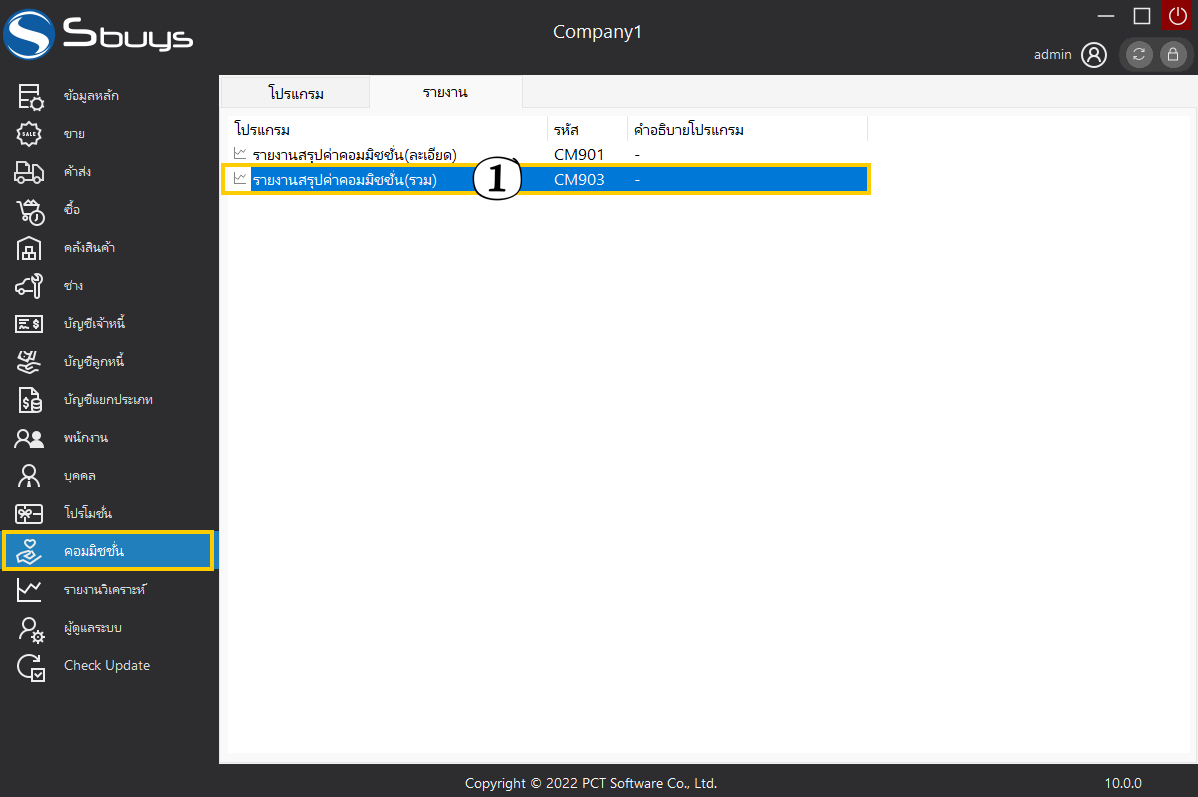 Sbuys
Company1
admin
ข้อมูลหลัก
ขาย
SALE
ค้าส่ง
ซื้อ
คลังสินค้า
ช่าง
บัญชีเจ้าหนี้
บัญชีลูกหนี้
บัญชีแยกประเภท
พนักงาน
บุคคล
โปรโมชั่น
คอมมิชชั่น
รายงานวิเคราะห์
ผู้ดูแลระบบ
Check Update
โปรแกรม รายงาน
โปรแกรม รหัส คำอธิบายโปรแกรม
รายงานสรุปค่าคอมมิชชั่น(ละเอียด) CM901 -
รายงานสรุปค่าคอมมิชชั่น(รวม) 1 CM903 -
Copyright © 2022 PCT Software Co., Ltd. 10.0.0